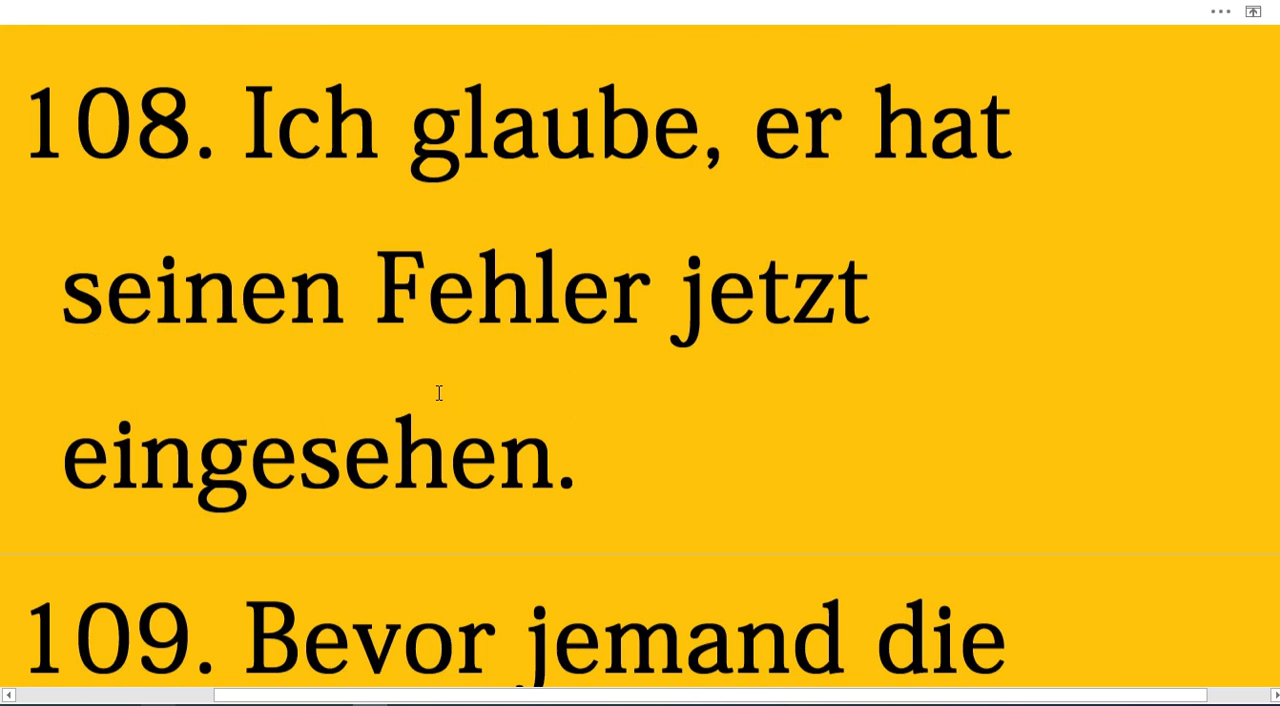 108. Ich glaube, er hat
seinen Fehler jetzt
eingesehen.
109. Bevor jemand die